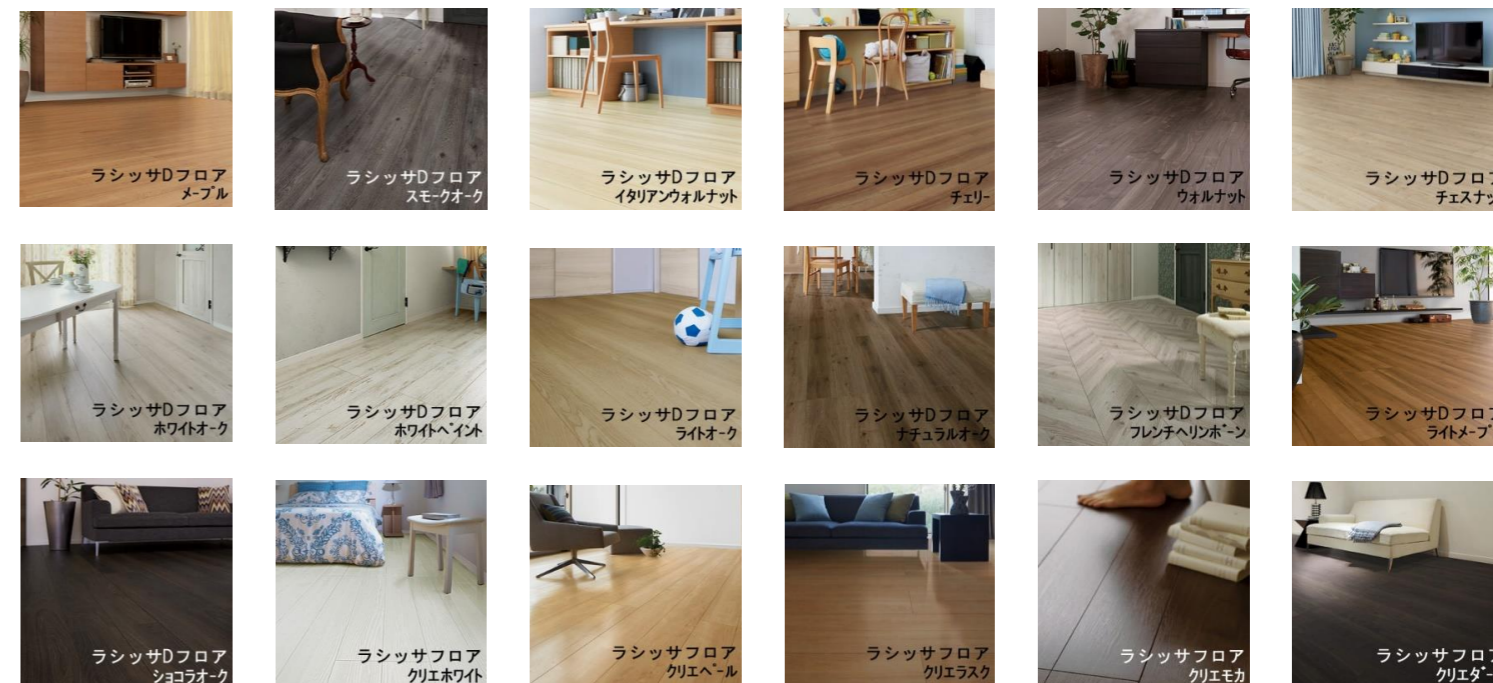 ラシッサDフロア
メープル
ラシッサDフロア
スモークオーク
ラシッサDフロア
イタリアンウォルナット
ラシッサDフロア
チェリー
ラシッサDフロア
ウォルナット
ラシッサDフロ
チェスナッ
ラシッサDフロア
ホワイトオーク
ラシッサDフロア
ホワイトペイント
ラシッサDフロア
ライトオーク
ラシッサDフロア
ナチュラルオーク
ラシッサDフロア
フレンチヘリンボーン
ラシッサDフロ
ライトメープ
ラシッサDフロア
ショコラオーク
ラシッサフロア
クリエホワイト
ラシッサフロア
クリエペール
ラシッサフロア
クリエラスク
ラシッサフロア
クリエモカ
ラシッサフロ
クリエダー